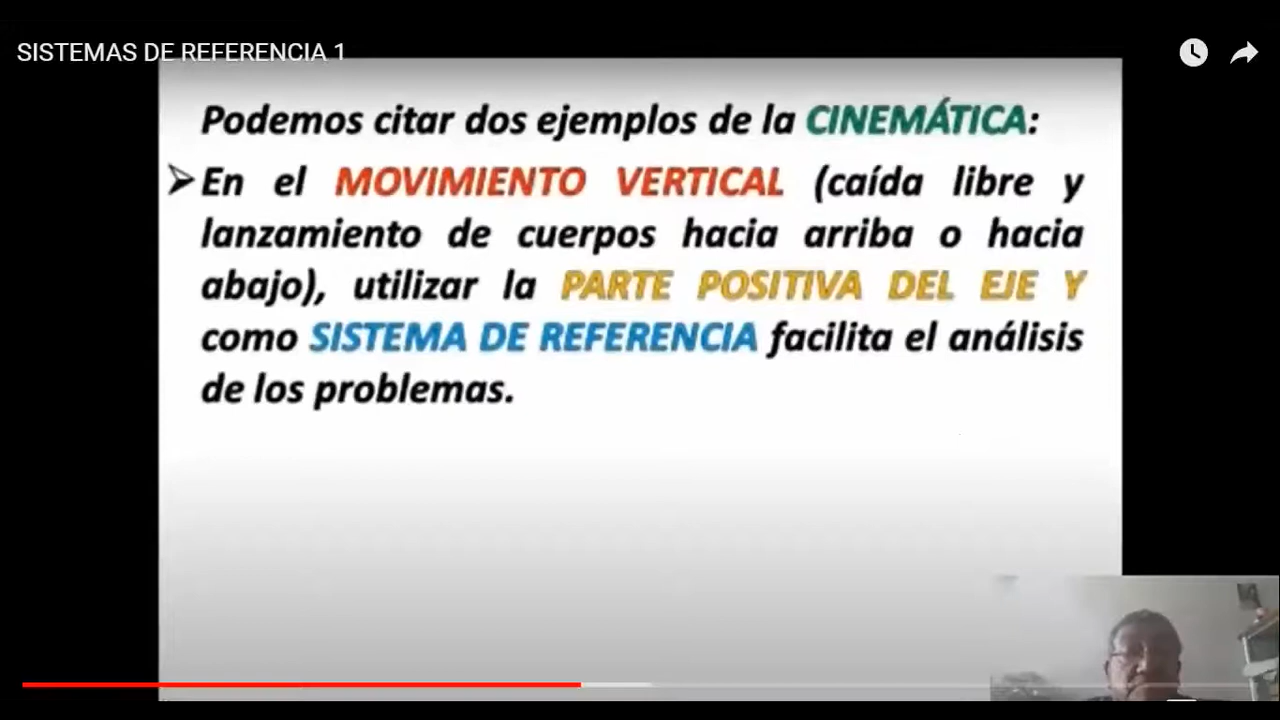 SISTEMAS DE REFERENCIA 1
Podemos citar dos ejemplos de la CINEMÁTICA:
En el MOVIMIENTO VERTICAL (caída libre y
lanzamiento de cuerpos hacia arriba o hacia
abajo), utilizar la PARTE POSITIVA DEL EJE Y
como SISTEMA DE REFERENCIA facilita el análisis
de los problemas.